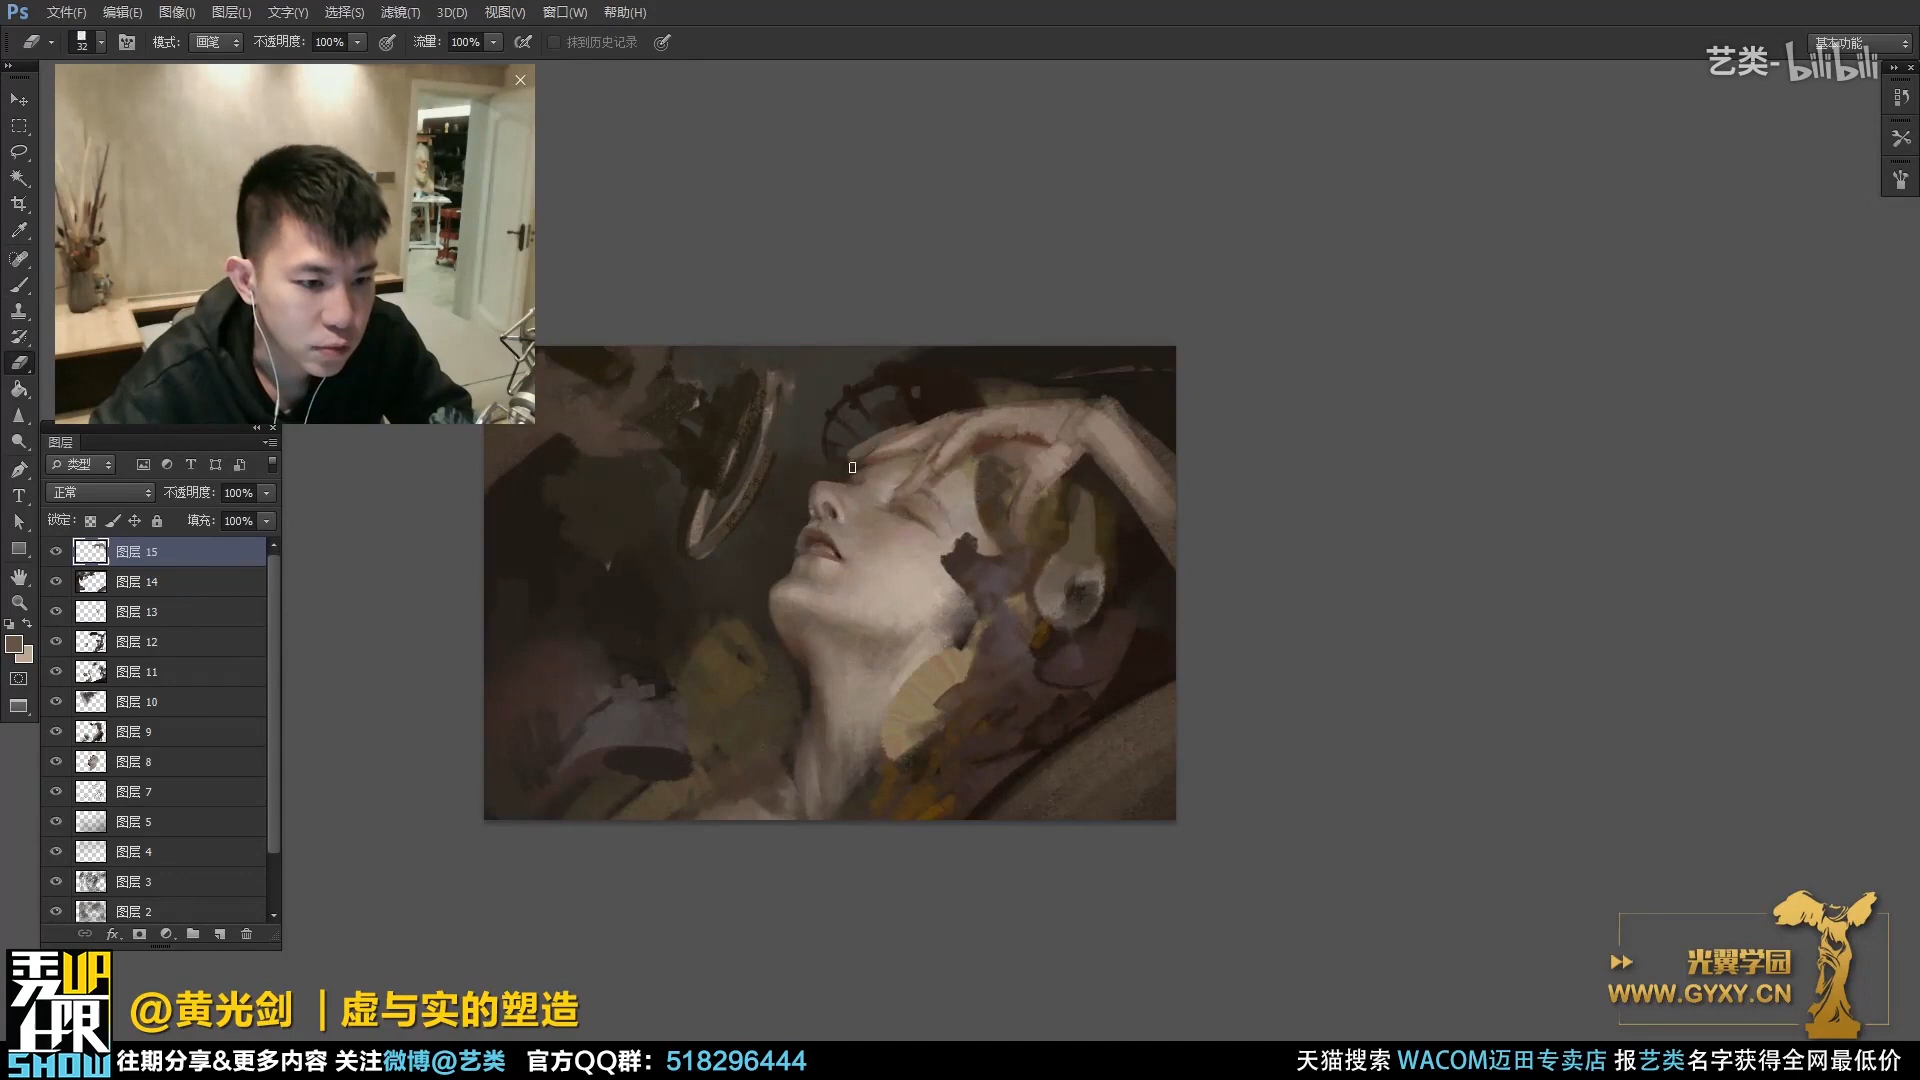 Ps 文件(F) 编辑(E) 图像(I) 图层(L) 文字(Y) 选择(S) 滤镜(T) 3D(D) 视图(V) 窗口(W) 帮助(H)
32 模式: 画笔 不透明度: 100% 流量: 100% 抹到历史记录 基本功能
艺类-bilibili
图层
类型
正常 不透明度: 100%
锁定: 填充: 100%
图层 15
图层 14
图层 13
图层 12
图层 11
图层 10
图层 9
图层 8
图层 7
图层 5
图层 4
图层 3
图层 2
fx
光翼学园
WWW.GYXY.CN
UP
HR
SHOW
@黄光剑 | 虚与实的塑造
往期分享&更多内容 关注微博@艺类 官方QQ群：518296444
天猫搜索 WACOM迈田专卖店 报艺类名字获得全网最低价